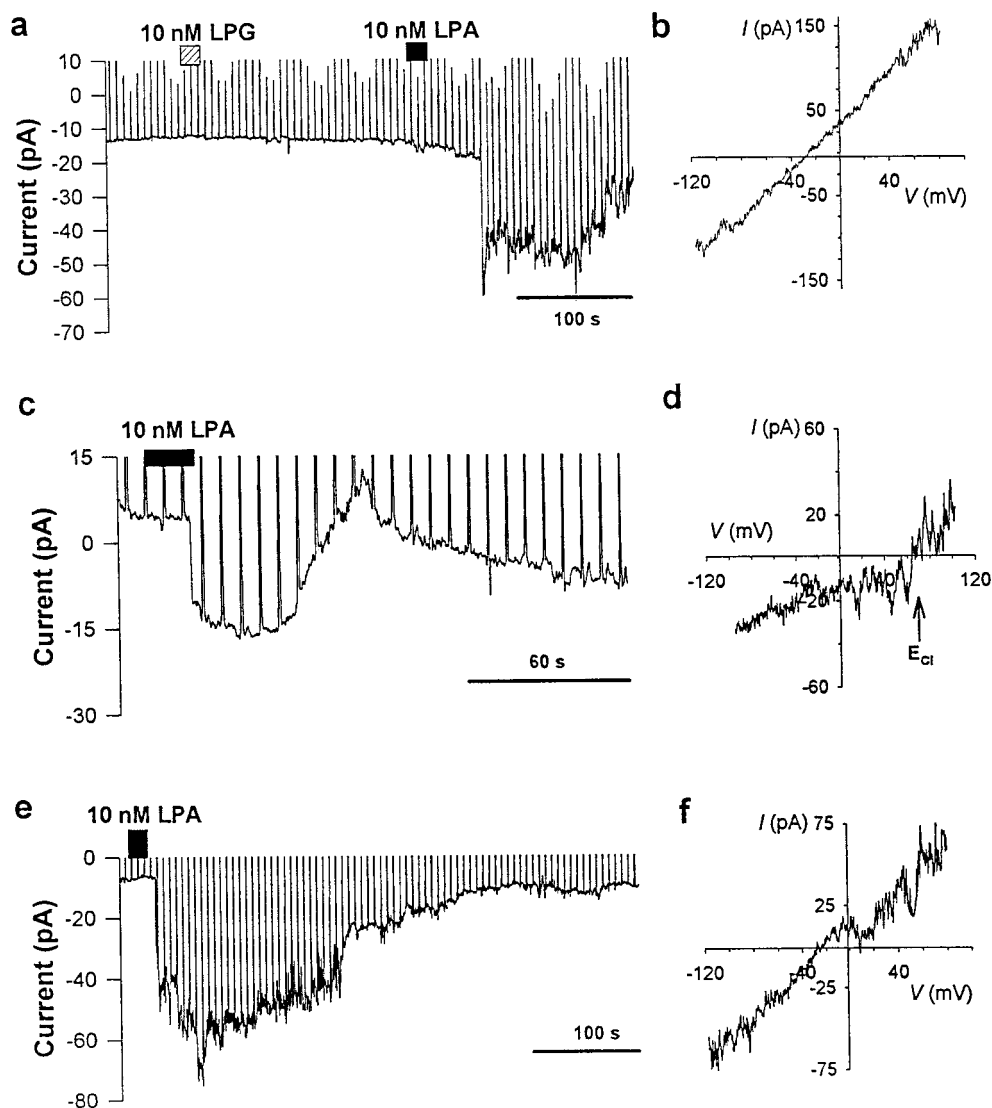 a
10 nM LPG
10 nM LPA
10
0
-10
-20
-30
-40
-50
-60
-70
Current (pA)
100 s
b
I (pA)
150
50
-120
-40
40
V (mV)
-50
-150
c
10 nM LPA
15
0
-15
-30
Current (pA)
60 s
d
I (pA)
60
20
V (mV)
-120
-40
40
120
-20
-60
ECl
e
10 nM LPA
0
-20
-40
-60
-80
Current (pA)
100 s
f
I (pA)
75
25
-120
-40
40
V (mV)
-25
-75